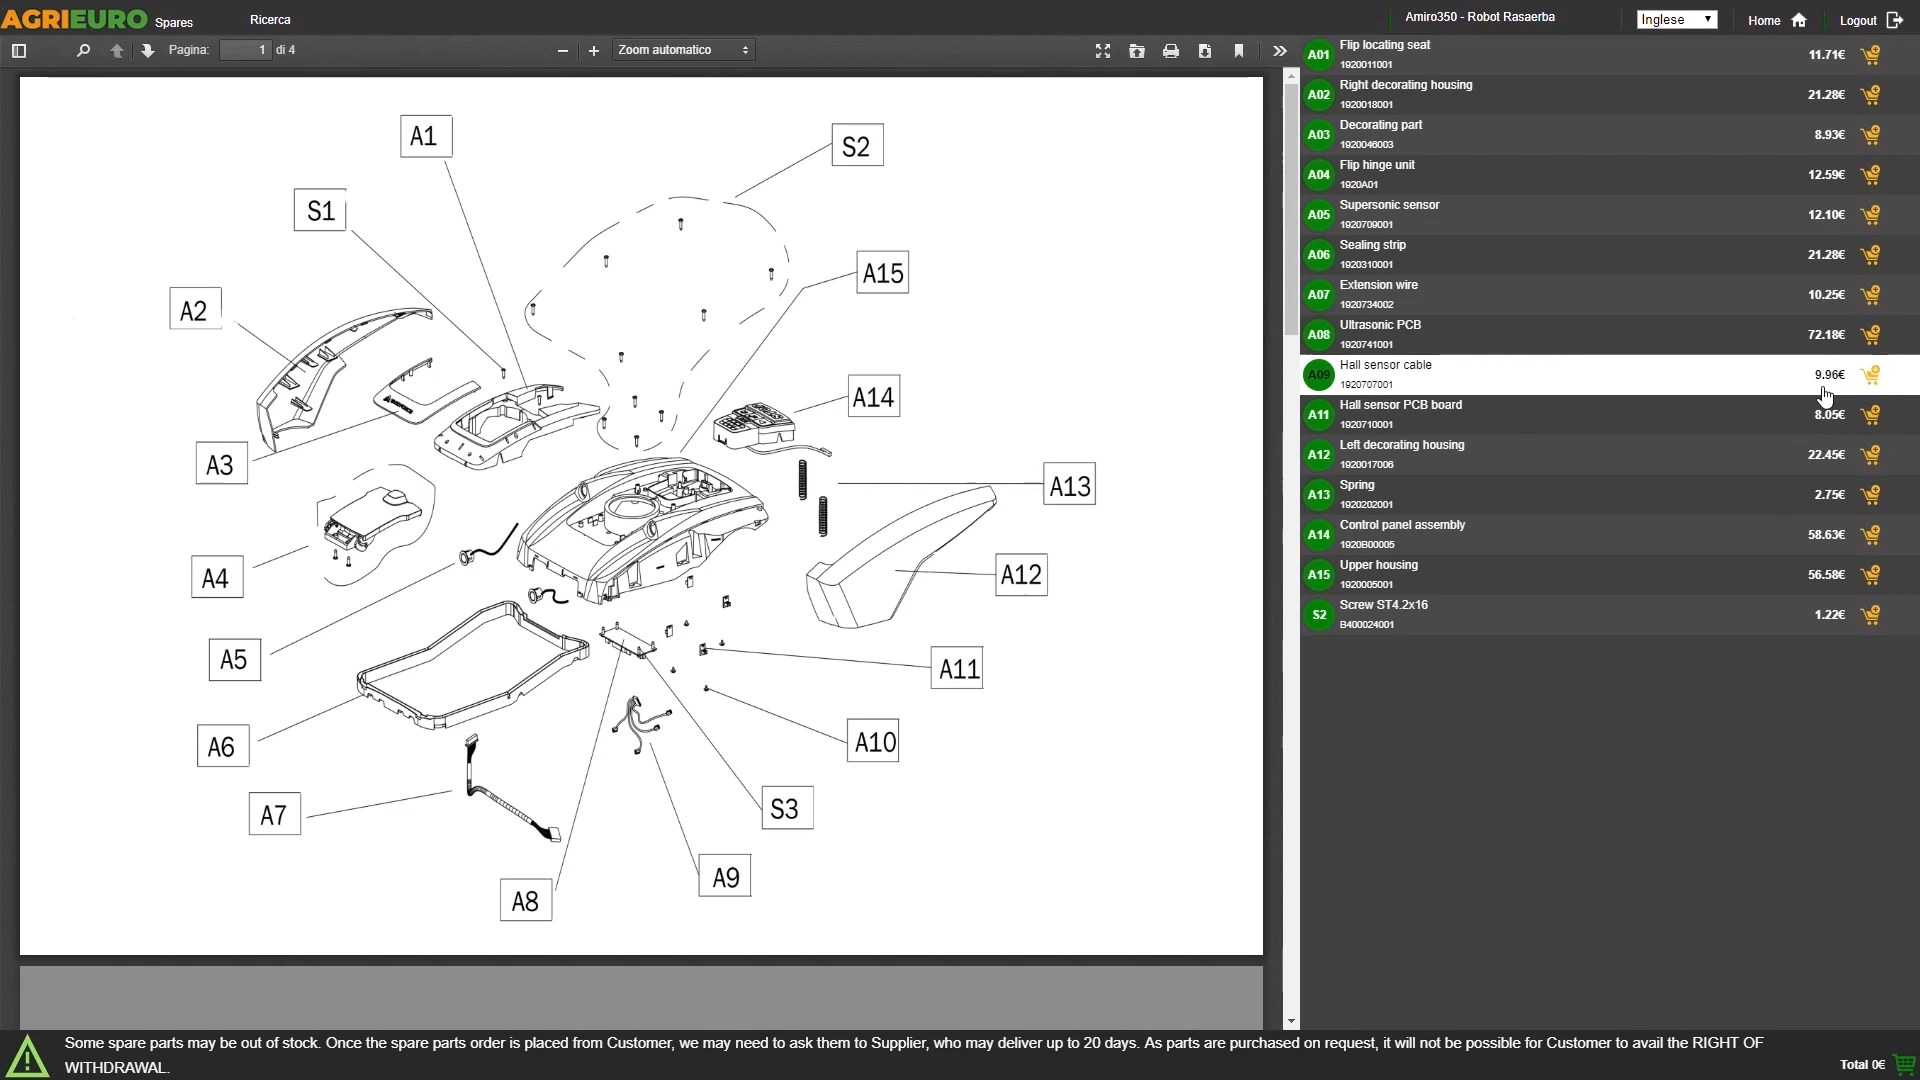 AGRIEURO Spares
Ricerca
Amiro350 - Robot Rasaerba
Inglese
Home
Logout
Pagina: 1 di 4
Zoom automatico
A1
S2
S1
A15
A2
A14
A3
A13
A4
A12
A5
A11
A6
A10
A7
S3
A9
A8
A01 Flip locating seat 11.71€
1920011001
A02 Right decorating housing 21.28€
1920018001
A03 Decorating part 8.93€
1920046003
A04 Flip hinge unit 12.59€
1920A01
A05 Supersonic sensor 12.10€
1920709001
A06 Sealing strip 21.28€
1920310001
A07 Extension wire 10.25€
1920734002
A08 Ultrasonic PCB 72.18€
1920741001
A09 Hall sensor cable 9.96€
1920707001
A11 Hall sensor PCB board 8.05€
1920710001
A12 Left decorating housing 22.45€
1920017006
A13 Spring 2.75€
1920202001
A14 Control panel assembly 58.63€
1920B00005
A15 Upper housing 56.58€
1920005001
S2 Screw ST4.2x16 1.22€
B400024001
Some spare parts may be out of stock. Once the spare parts order is placed from Customer, we may need to ask them to Supplier, who may deliver up to 20 days. As parts are purchased on request, it will not be possible for Customer to avail the RIGHT OF
WITHDRAWAL.
Total 0€